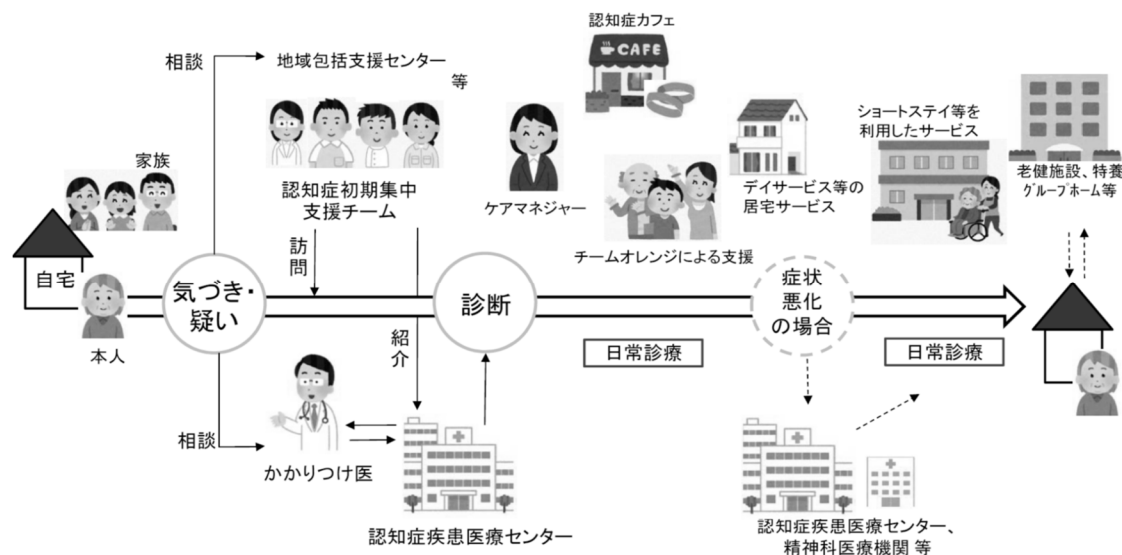 認知症カフェ
CAFE
相談
地域包括支援センター
等
家族
認知症初期集中
支援チーム
ケアマネジャー
チームオレンジによる支援
デイサービス等の
居宅サービス
ショートステイ等を
利用したサービス
老健施設、特養
グループホーム等
自宅
本人
気づき・
疑い
訪問
診断
症状
悪化
の場合
紹介
日常診療
日常診療
相談
かかりつけ医
認知症疾患医療センター
認知症疾患医療センター、
精神科医療機関 等